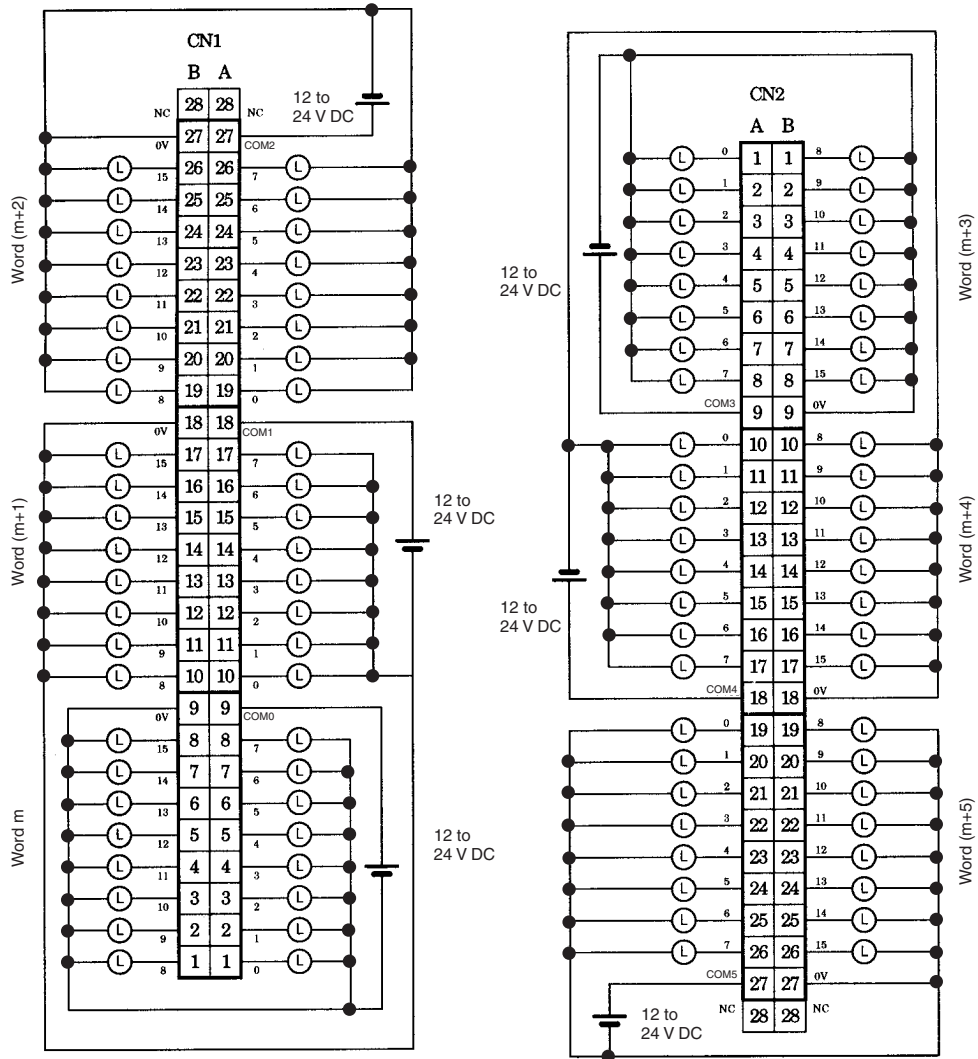 CN1
B A
NC 28 28 NC
12 to
24 V DC
0V 27 27 COM2
L 15 26 26 7 L
L 14 25 25 6 L
L 13 24 24 5 L
L 12 23 23 4 L
L 11 22 22 3 L
L 10 21 21 2 L
L 9 20 20 1 L
L 8 19 19 0 L
Word (m+2)
0V 18 18 COM1
L 15 17 17 7 L
L 14 16 16 6 L
L 13 15 15 5 L
L 12 14 14 4 L
L 11 13 13 3 L
L 10 12 12 2 L
L 9 11 11 1 L
L 8 10 10 0 L
Word (m+1)
12 to
24 V DC
0V 9 9 COM0
L 15 8 8 7 L
L 14 7 7 6 L
L 13 6 6 5 L
L 12 5 5 4 L
L 11 4 4 3 L
L 10 3 3 2 L
L 9 2 2 1 L
L 8 1 1 0 L
Word m
12 to
24 V DC
CN2
A B
L 0 1 1 8 L
L 1 2 2 9 L
L 2 3 3 10 L
L 3 4 4 11 L
L 4 5 5 12 L
L 5 6 6 13 L
L 6 7 7 14 L
L 7 8 8 15 L
COM3 9 9 0V
12 to
24 V DC
Word (m+3)
L 0 10 10 8 L
L 1 11 11 9 L
L 2 12 12 10 L
L 3 13 13 11 L
L 4 14 14 12 L
L 5 15 15 13 L
L 6 16 16 14 L
L 7 17 17 15 L
COM4 18 18 0V
12 to
24 V DC
Word (m+4)
L 0 19 19 8 L
L 1 20 20 9 L
L 2 21 21 10 L
L 3 22 22 11 L
L 4 23 23 12 L
L 5 24 24 13 L
L 6 25 25 14 L
L 7 26 26 15 L
COM5 27 27 0V
NC 28 28 NC
12 to
24 V DC
Word (m+5)